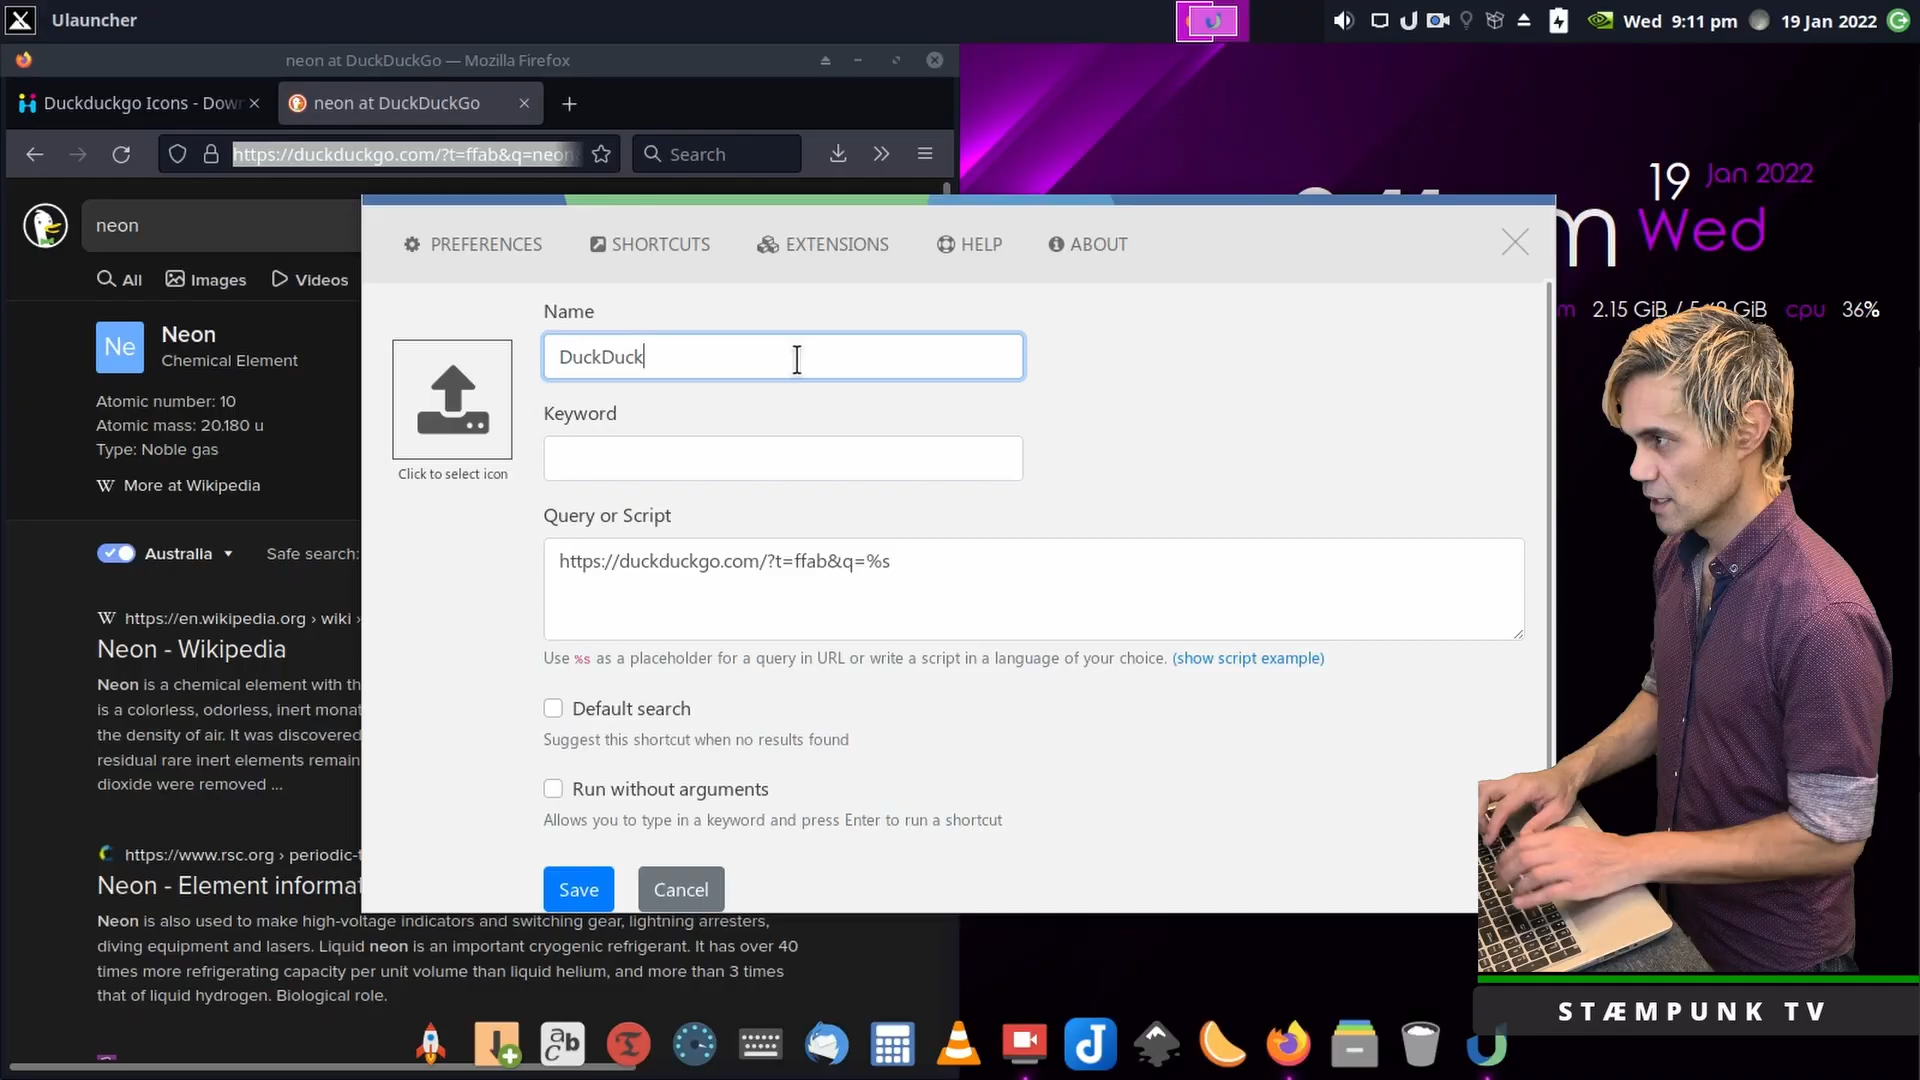 Ulauncher
Wed 9:11 pm 19 Jan 2022
neon at DuckDuckGo — Mozilla Firefox
Duckduckgo Icons - Dow
neon at DuckDuckGo
https://duckduckgo.com/?t=ffab&q=neon
Search
19 Jan 2022
Wed
m
neon
PREFERENCES SHORTCUTS EXTENSIONS HELP ABOUT
All Images Videos
2.15 GiB / GiB cpu 36%
Name
DuckDuck
Ne
Neon
Chemical Element
Atomic number: 10
Atomic mass: 20.180 u
Type: Noble gas
More at Wikipedia
Click to select icon
Keyword
Query or Script
https://duckduckgo.com/?t=ffab&q=%s
Use %s as a placeholder for a query in URL or write a script in a language of your choice. (show script example)
Default search
Suggest this shortcut when no results found
Run without arguments
Allows you to type in a keyword and press Enter to run a shortcut
Save Cancel
Australia Safe search:
https://en.wikipedia.org › wiki ›
Neon - Wikipedia
Neon is a chemical element with th
is a colorless, odorless, inert monat
the density of air. It was discovered
residual rare inert elements remain
dioxide were removed ...
https://www.rsc.org › periodic-t
Neon - Element informat
Neon is also used to make high-voltage indicators and switching gear, lightning arresters,
diving equipment and lasers. Liquid neon is an important cryogenic refrigerant. It has over 40
times more refrigerating capacity per unit volume than liquid helium, and more than 3 times
that of liquid hydrogen. Biological role.
STÆMPUNK TV